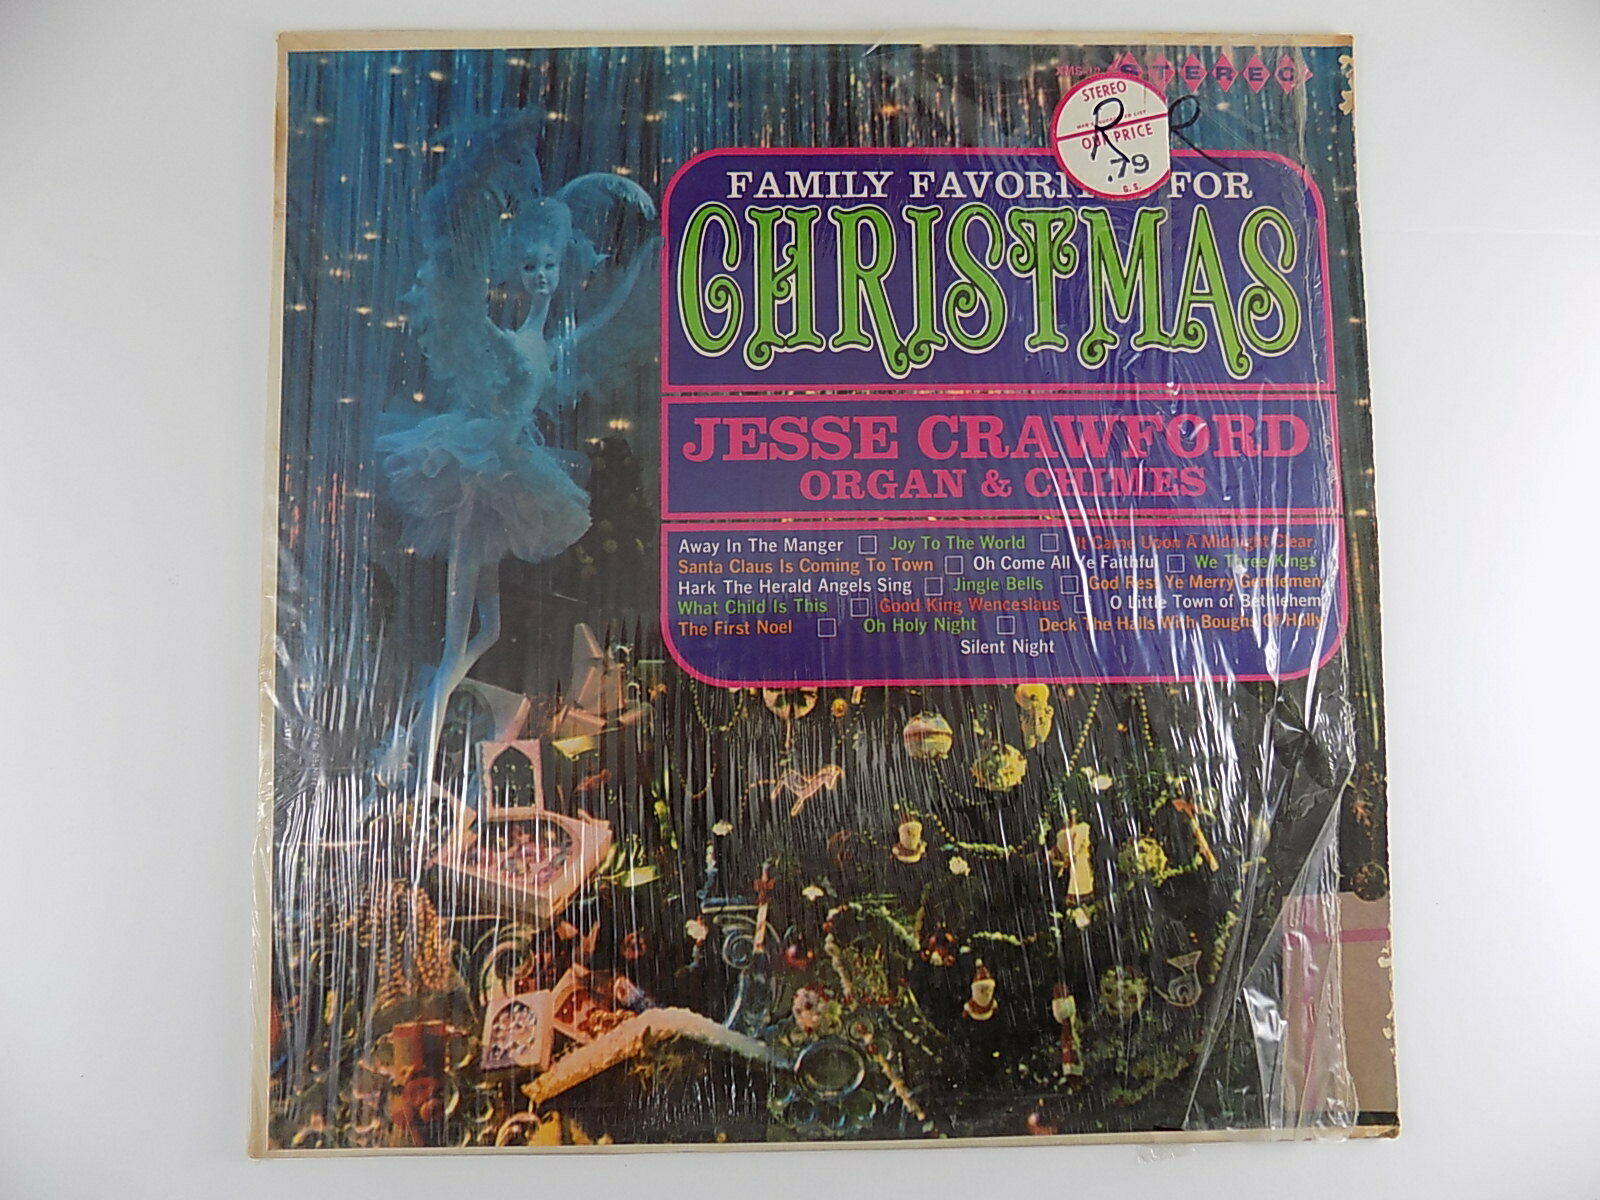 STEREO
STEREO
OUR PRICE
.79
G. S.
R R
FAMILY FAVORI FOR
CHRISTMAS
JESSE CRAWFORD
ORGAN & CHIMES
Away In The Manger □ Joy To The World □ It Came Upon A Midnight Clear
Santa Claus Is Coming To Town □ Oh Come All Ye Faithful □ We Three Kings
Hark The Herald Angels Sing □ Jingle Bells □ God Rest Ye Merry Gentlemen
What Child Is This □ Good King Wenceslaus □ O Little Town of Bethlehem
The First Noel □ Oh Holy Night □ Deck The Halls With Boughs Of Holly
Silent Night